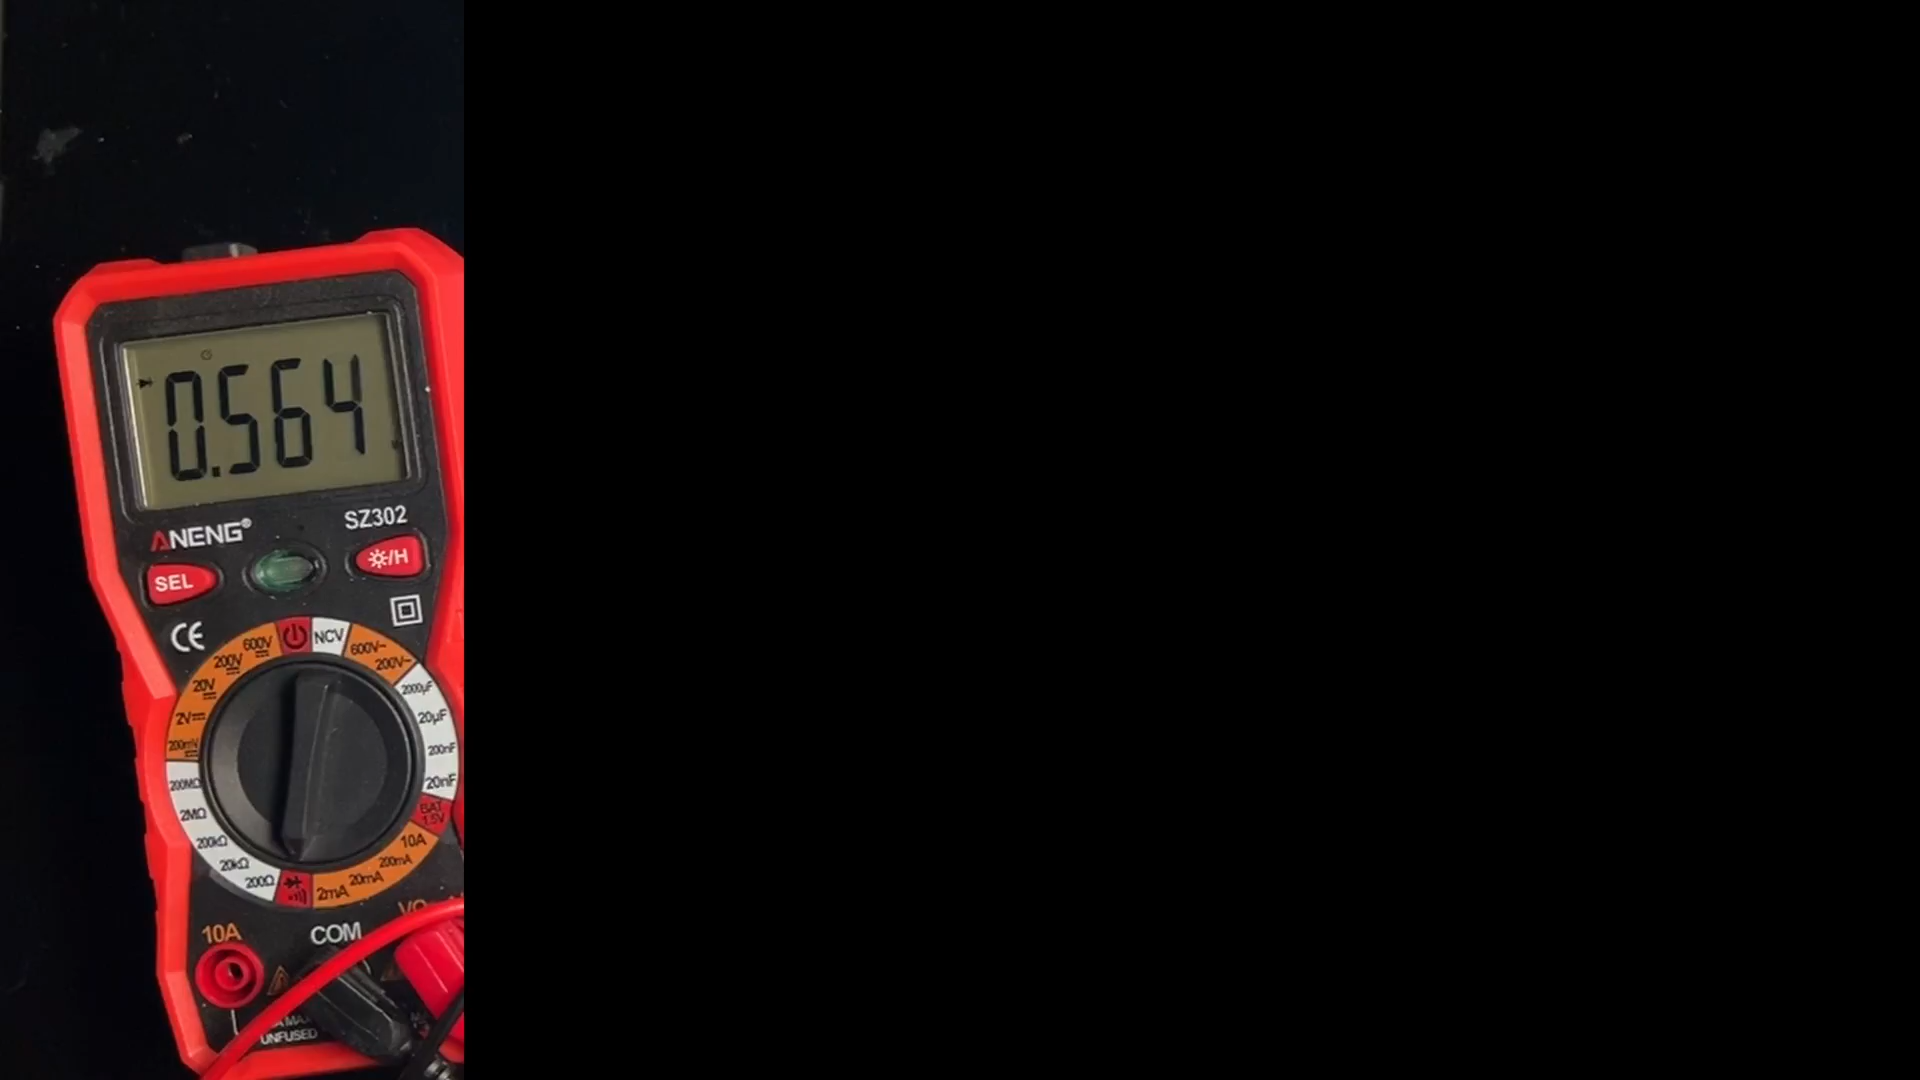 0.564
ANENG®
SZ302
SEL
☼/H
CE
NCV
600V~
200V~
2000µF
20µF
200nF
20nF
BAT
1.5V
10A
200mA
20mA
2mA
200Ω
20kΩ
200kΩ
2MΩ
200MΩ
200mV
2V
20V
200V
600V
10A
COM
UNFUSED